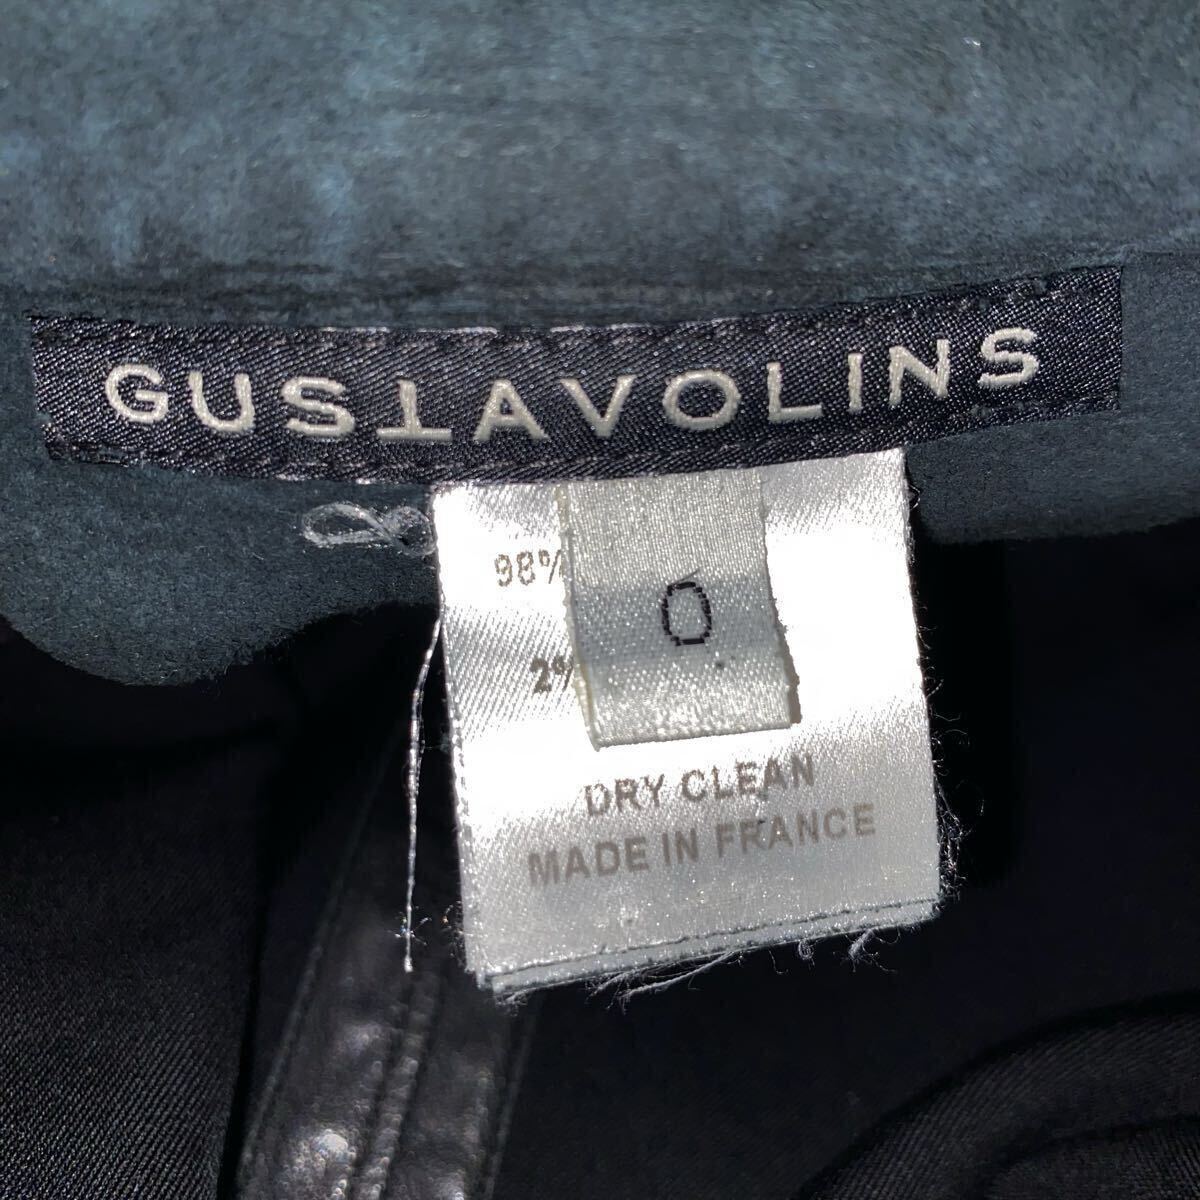 GUSTAVOLINS
98%
0
2%
DRY CLEAN
MADE IN FRANCE